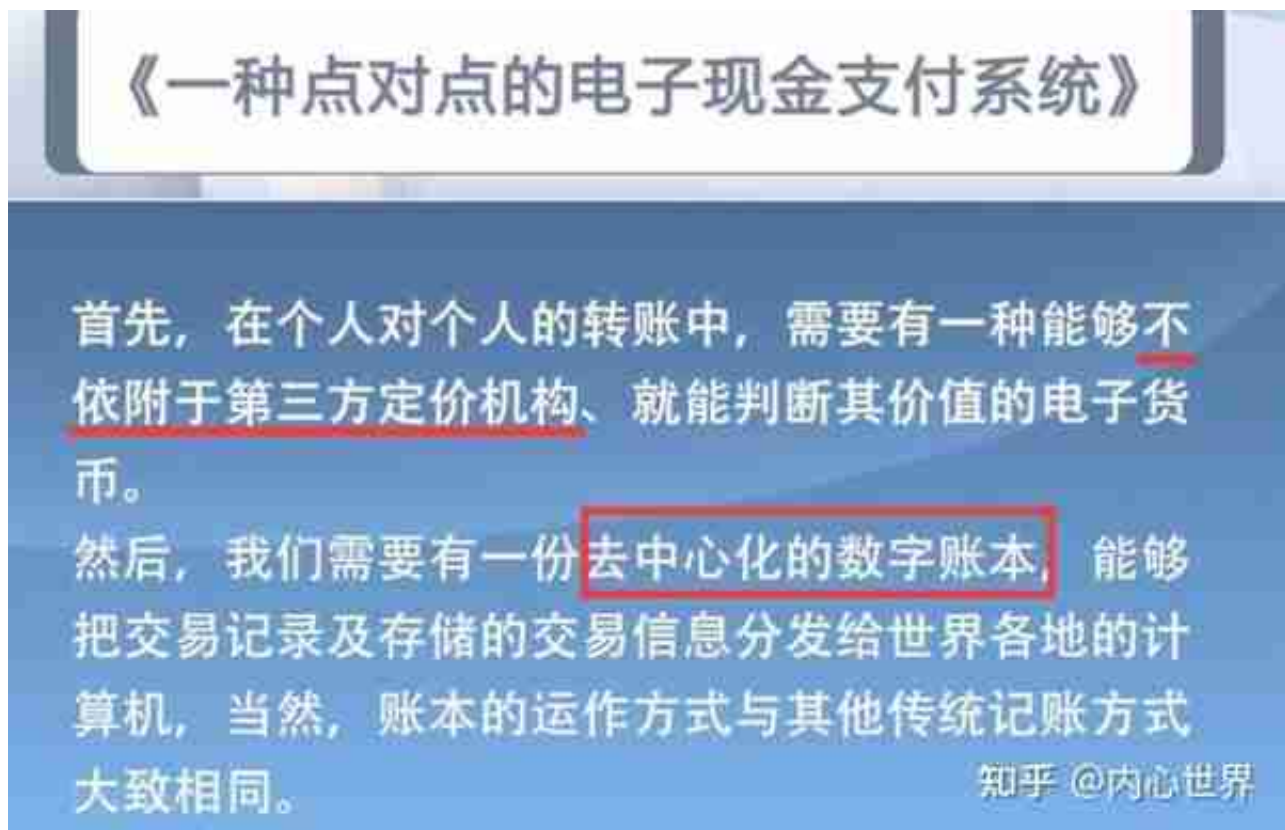 《一种点对点的电子现金支付系统》
首先，在个人对个人的转账中，需要有一种能够不
依附于第三方定价机构、就能判断其价值的电子货
币。
然后，我们需要有一份去中心化的数字账本，能够
把交易记录及存储的交易信息分发给世界各地的计
算机，当然，账本的运作方式与其他传统记账方式
大致相同。
知乎 @内心世界